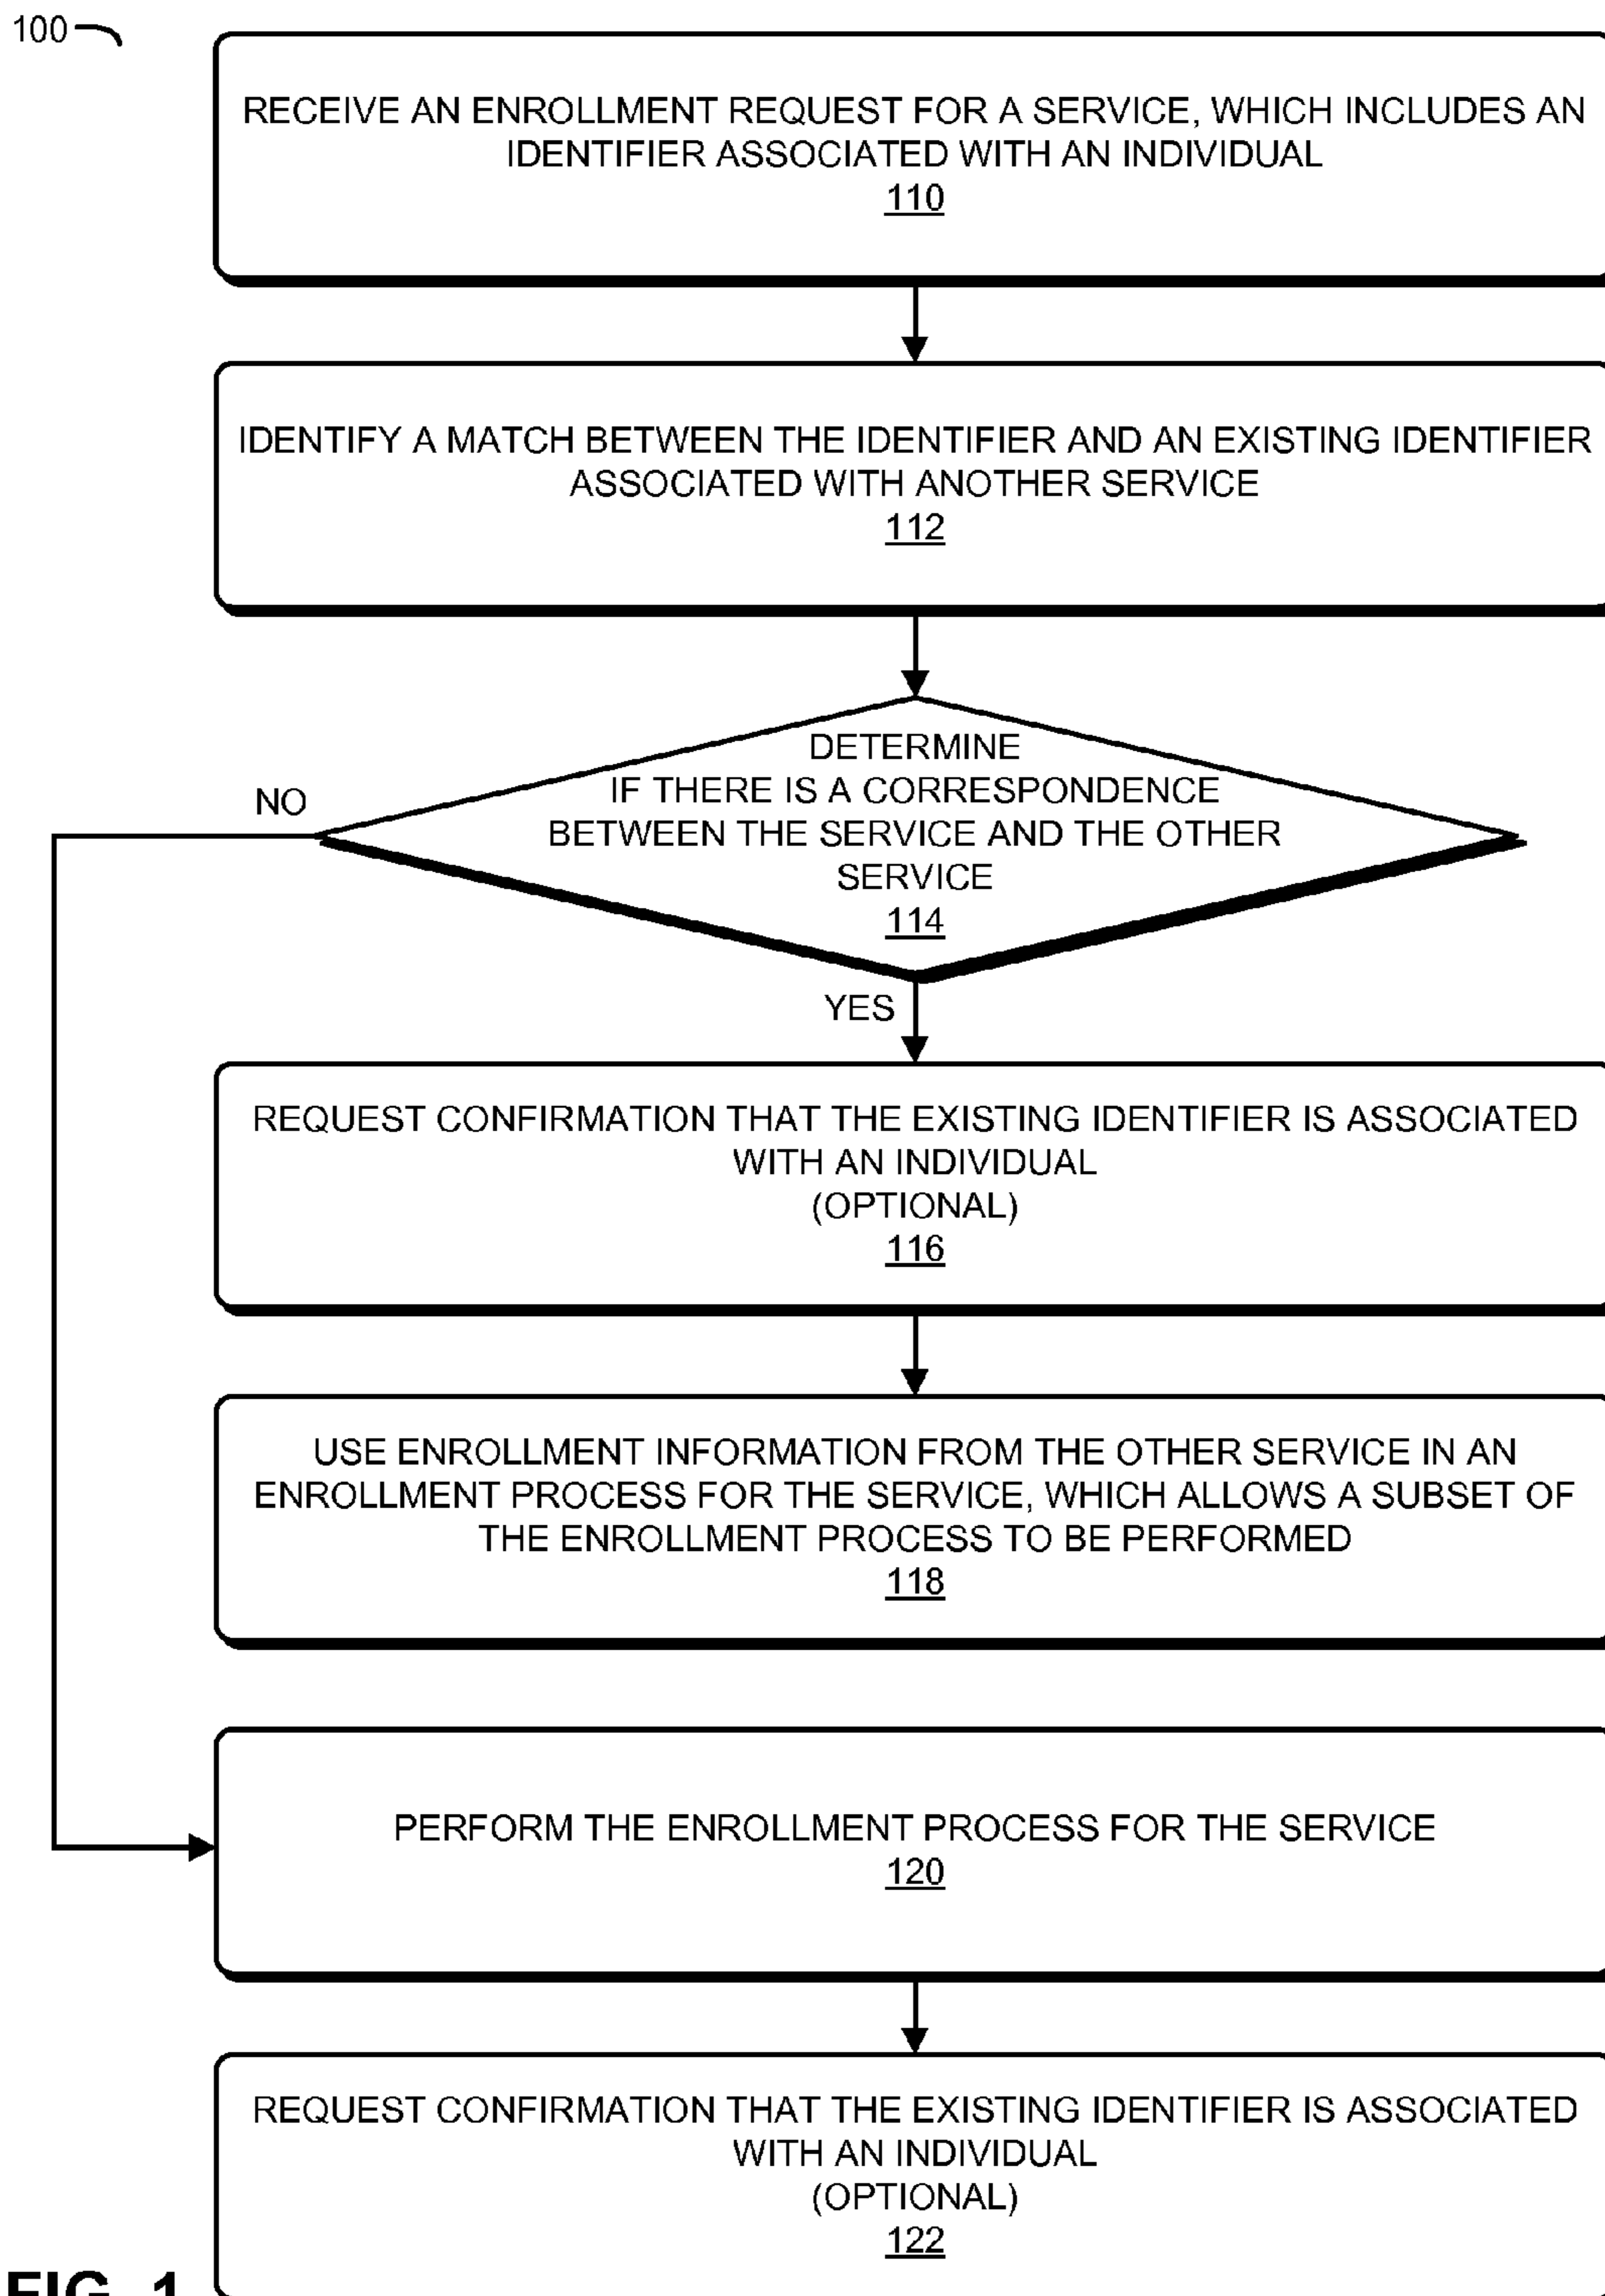 100
RECEIVE AN ENROLLMENT REQUEST FOR A SERVICE, WHICH INCLUDES AN
IDENTIFIER ASSOCIATED WITH AN INDIVIDUAL
110
IDENTIFY A MATCH BETWEEN THE IDENTIFIER AND AN EXISTING IDENTIFIER
ASSOCIATED WITH ANOTHER SERVICE
112
DETERMINE
IF THERE IS A CORRESPONDENCE
BETWEEN THE SERVICE AND THE OTHER
SERVICE
114
NO
YES
REQUEST CONFIRMATION THAT THE EXISTING IDENTIFIER IS ASSOCIATED
WITH AN INDIVIDUAL
(OPTIONAL)
116
USE ENROLLMENT INFORMATION FROM THE OTHER SERVICE IN AN
ENROLLMENT PROCESS FOR THE SERVICE, WHICH ALLOWS A SUBSET OF
THE ENROLLMENT PROCESS TO BE PERFORMED
118
PERFORM THE ENROLLMENT PROCESS FOR THE SERVICE
120
REQUEST CONFIRMATION THAT THE EXISTING IDENTIFIER IS ASSOCIATED
WITH AN INDIVIDUAL
(OPTIONAL)
122
FIG. 1